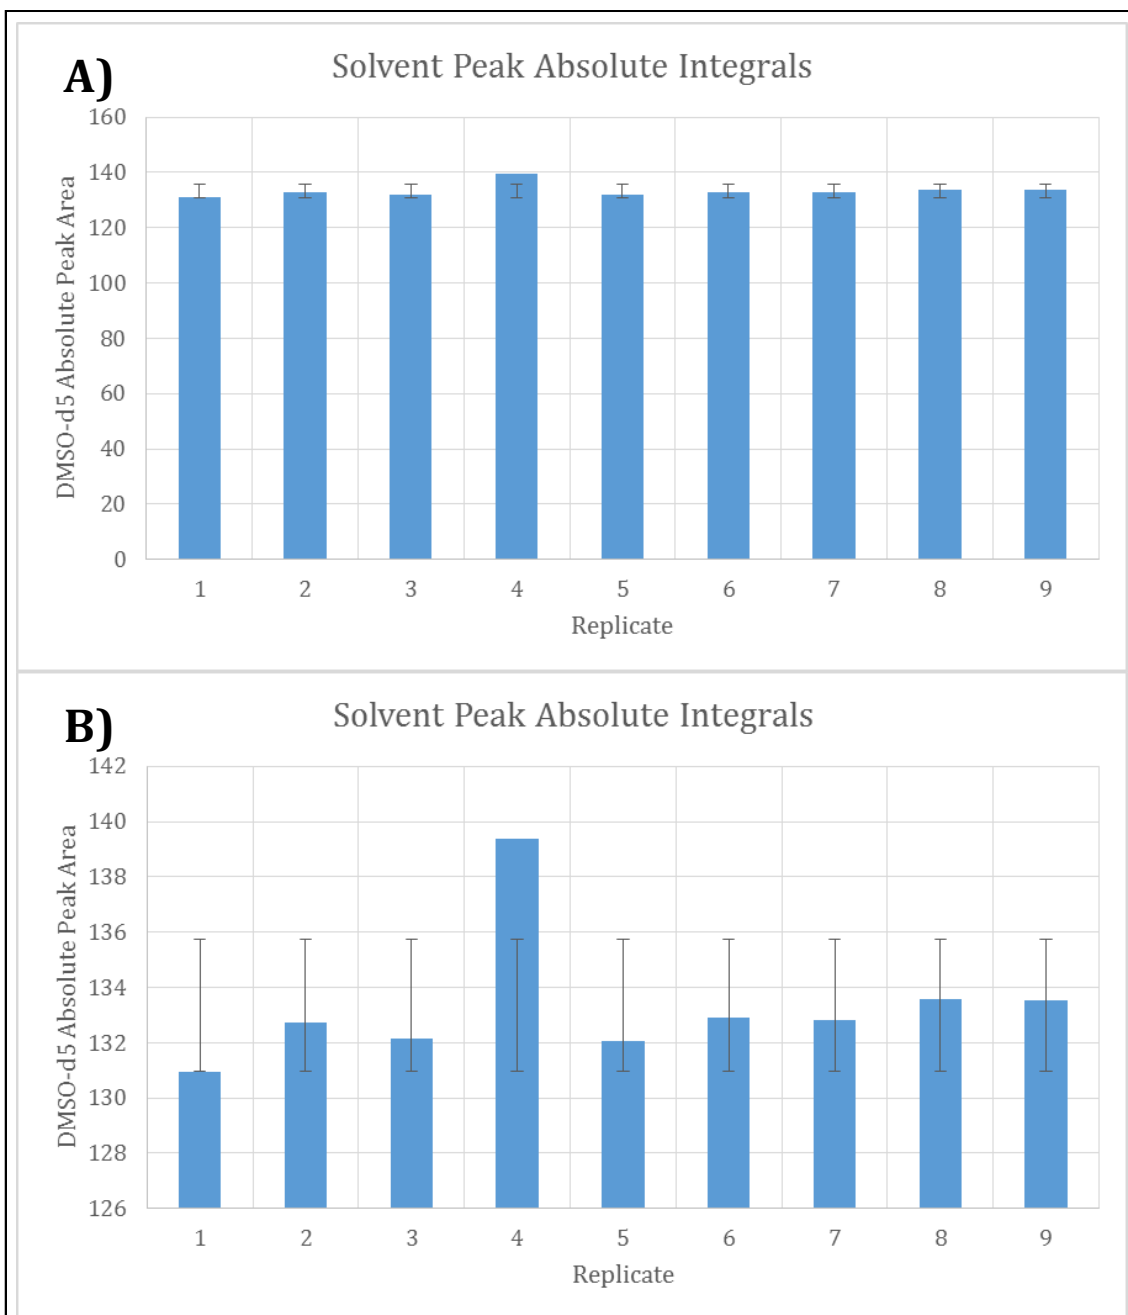 A)
Solvent Peak Absolute Integrals
DMSO-d5 Absolute Peak Area
160
140
120
100
80
60
40
20
0
1 2 3 4 5 6 7 8 9
Replicate
B)
Solvent Peak Absolute Integrals
DMSO-d5 Absolute Peak Area
142
140
138
136
134
132
130
128
126
1 2 3 4 5 6 7 8 9
Replicate